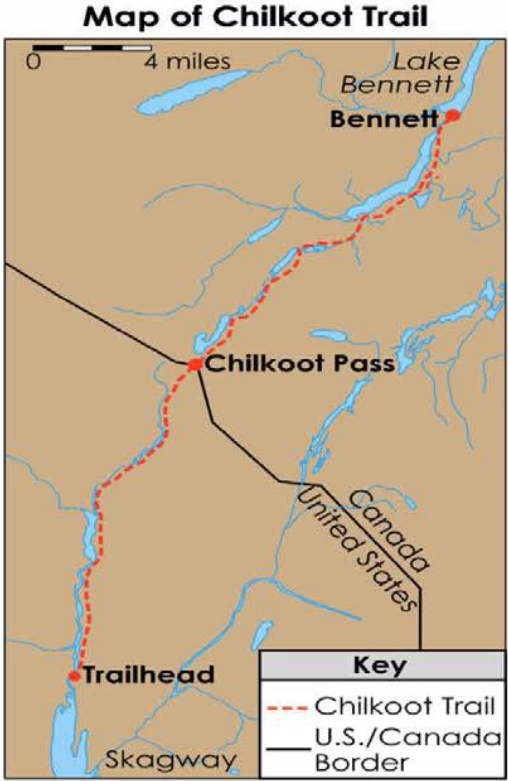 Map of Chilkoot Trail
0 4 miles
Lake
Bennett
Bennett
Chilkoot Pass
Canada
United States
Trailhead
Skagway
Key
Chilkoot Trail
U.S./Canada
Border